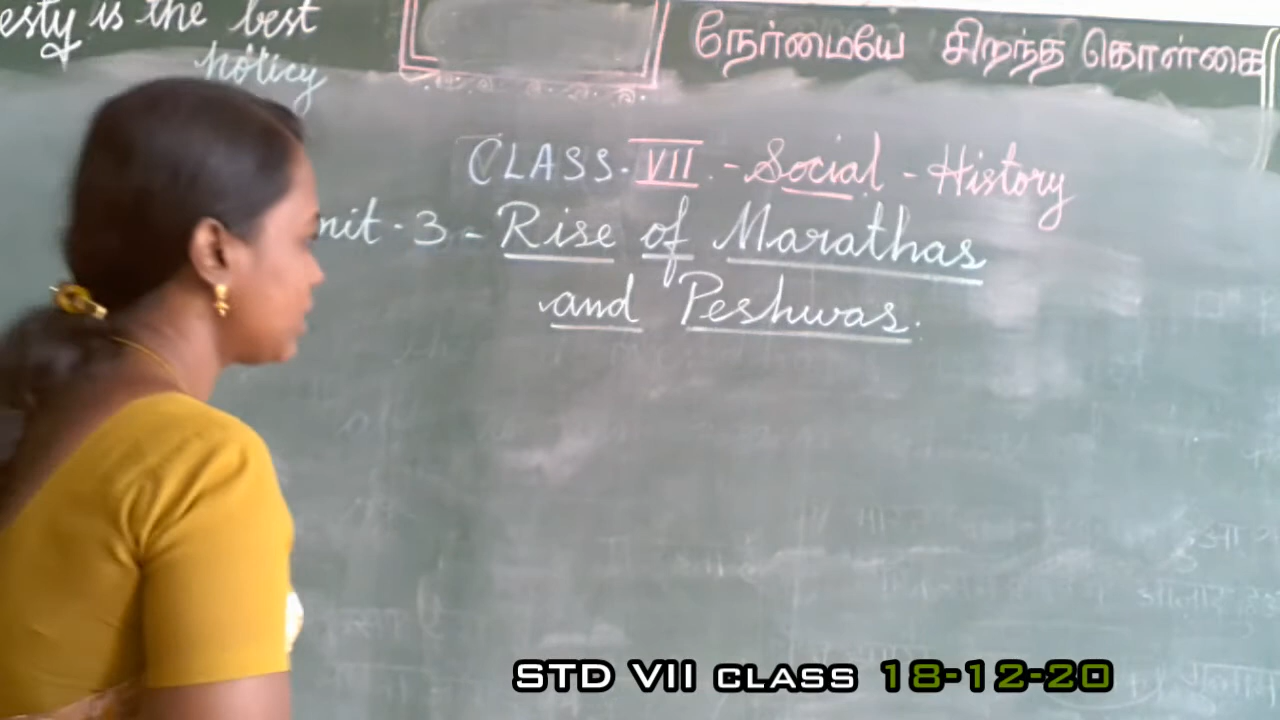 esty is the best
policy
நேர்மையே சிறந்த கொள்கை
CLASS. VII. - Social - History
nit - 3 - Rise of Marathas
and Peshwas.
STD VII CLASS 18-12-20